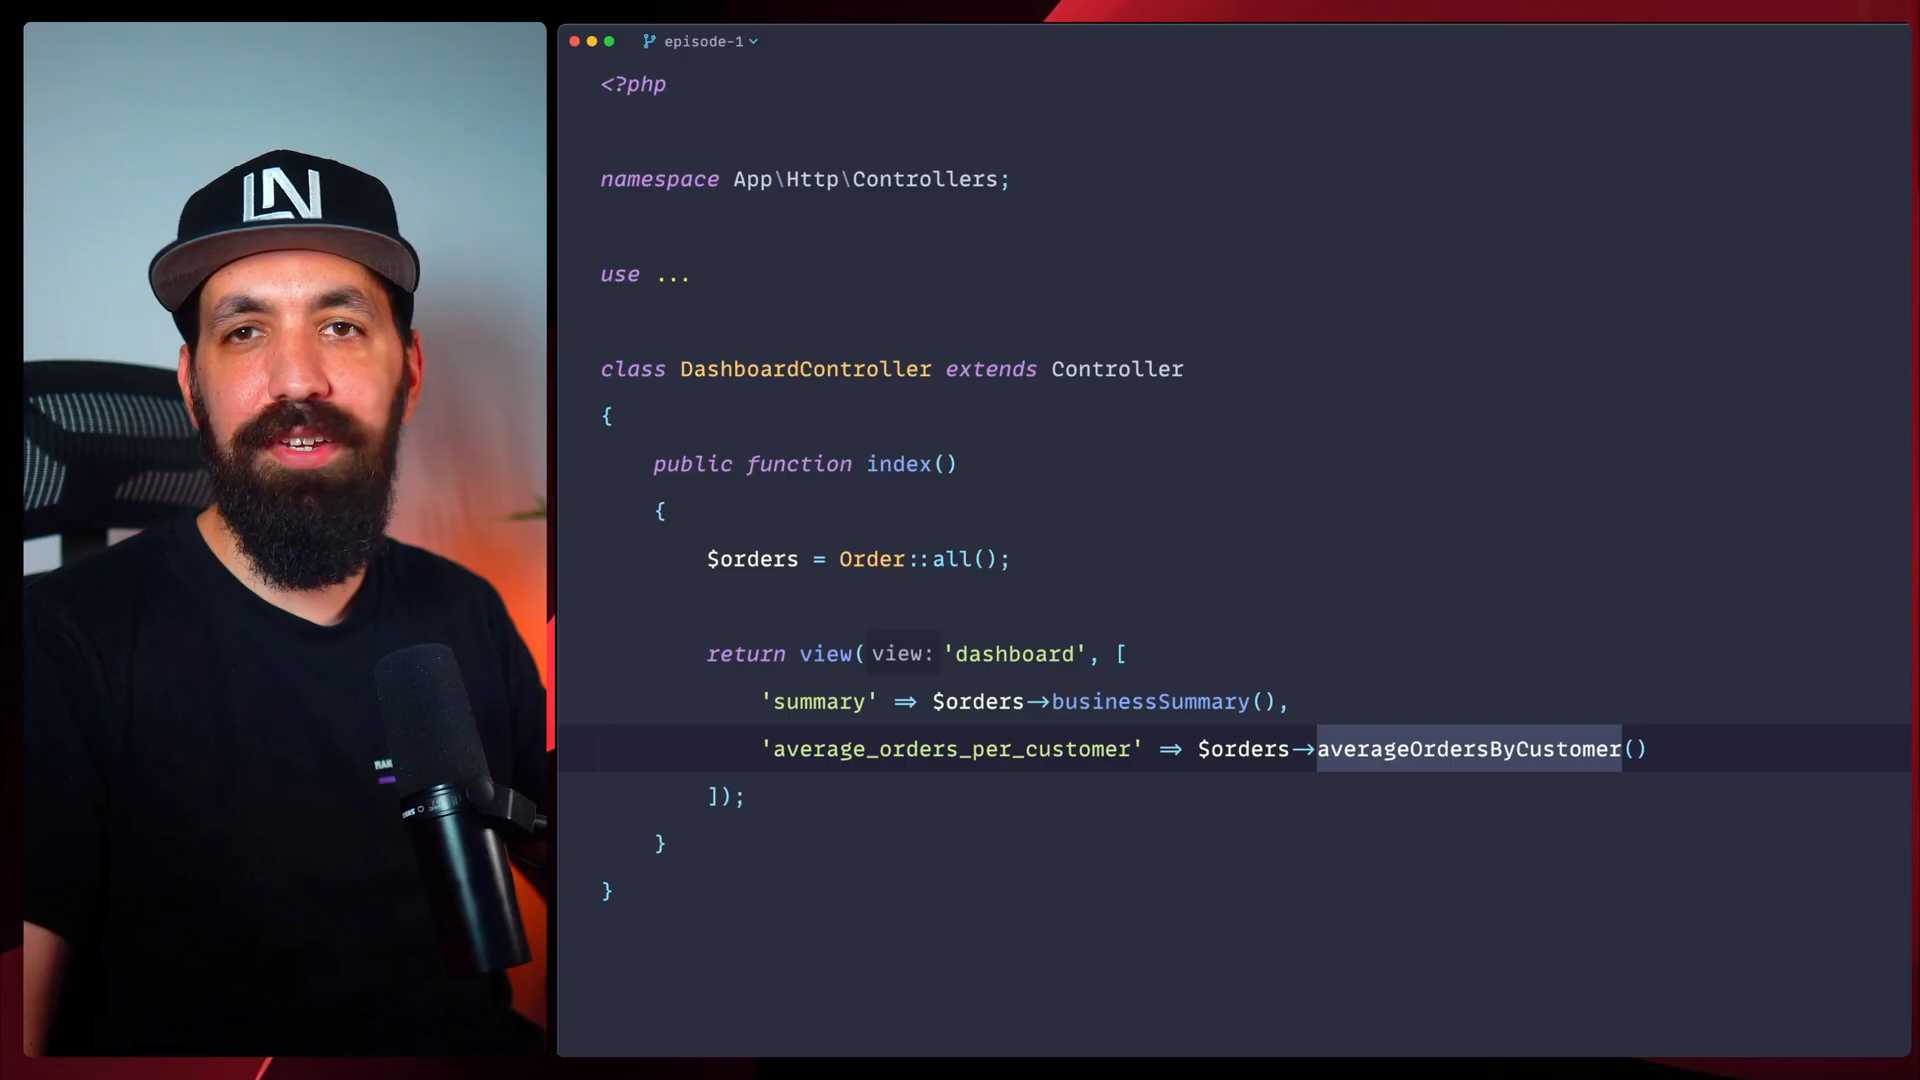 LN
episode-1
<?php
namespace App\Http\Controllers;
use ...
class DashboardController extends Controller
{
public function index()
{
$orders = Order::all();
return view( view: 'dashboard', [
'summary' => $orders->businessSummary(),
'average_orders_per_customer' => $orders->averageOrdersByCustomer()
]);
}
}